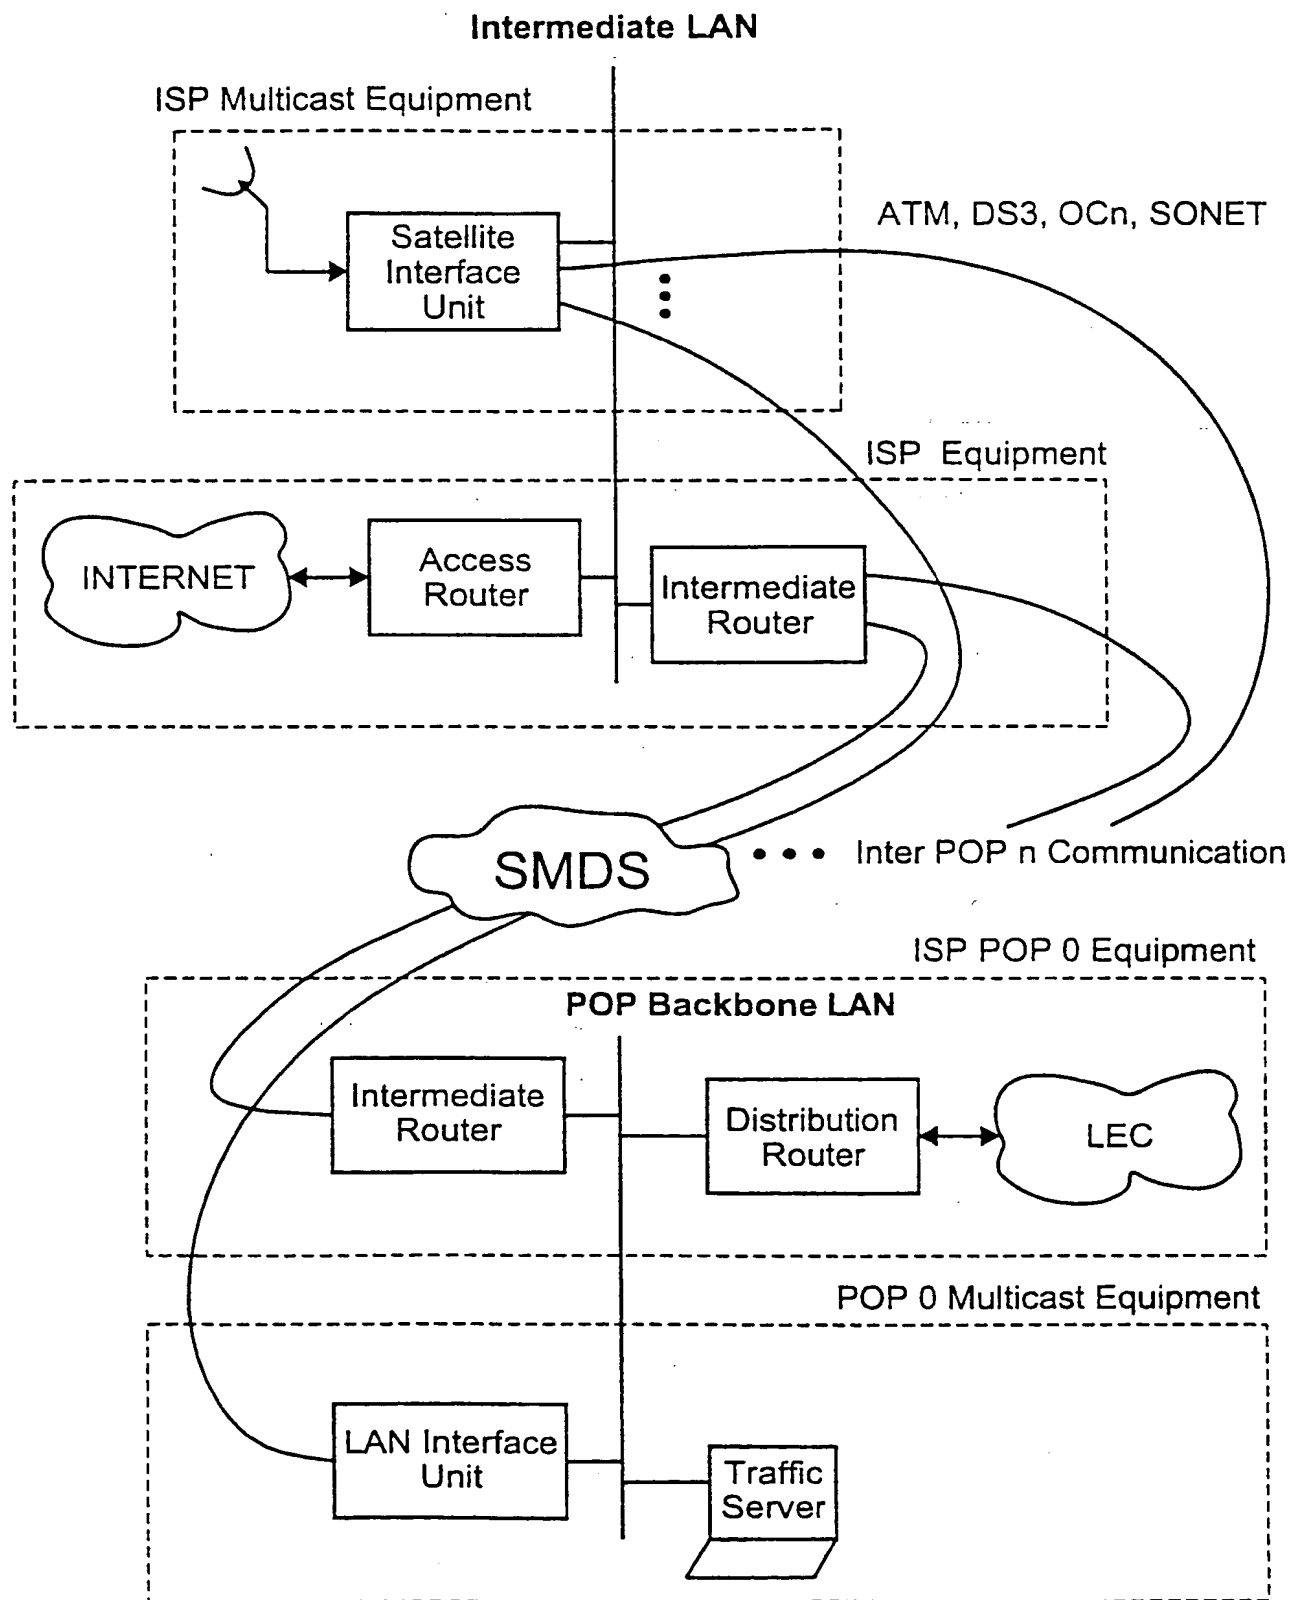 Intermediate LAN
ISP Multicast Equipment
ATM, DS3, OCn, SONET
Satellite
Interface
Unit
ISP Equipment
INTERNET
Access
Router
Intermediate
Router
SMDS
Inter POP n Communication
ISP POP 0 Equipment
POP Backbone LAN
Intermediate
Router
Distribution
Router
LEC
POP 0 Multicast Equipment
LAN Interface
Unit
Traffic
Server